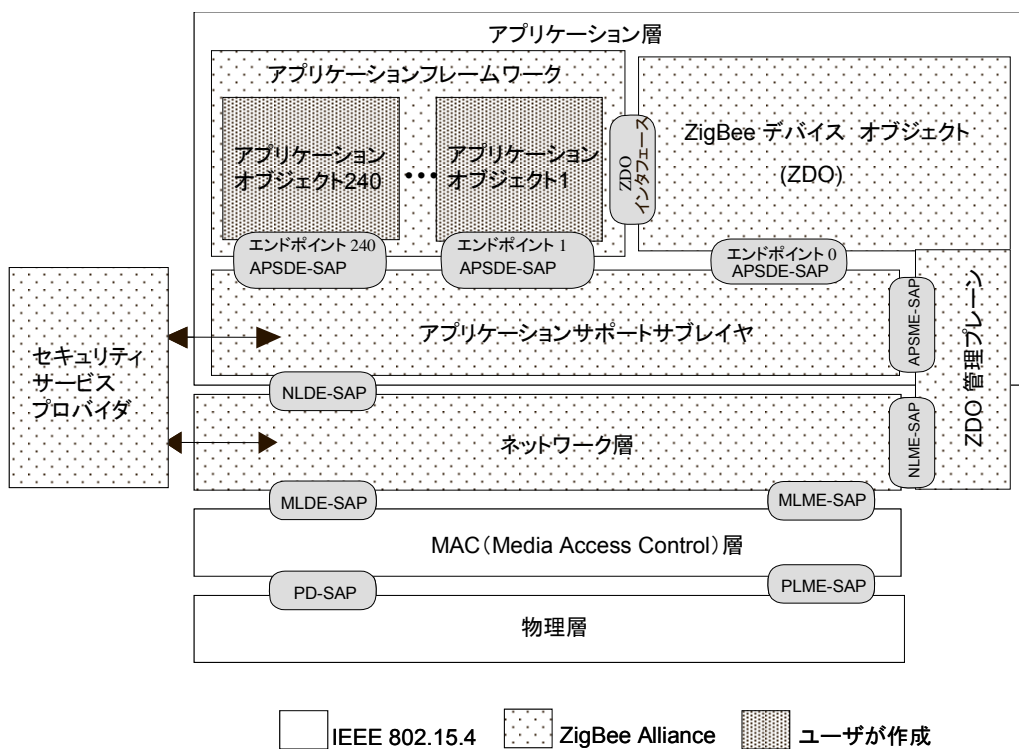 アプリケーション層
アプリケーションフレームワーク
アプリケーション
オブジェクト240
•••
アプリケーション
オブジェクト1
ZDO
インタフェース
ZigBee デバイス オブジェクト
(ZDO)
エンドポイント 240
APSDE-SAP
エンドポイント 1
APSDE-SAP
エンドポイント 0
APSDE-SAP
セキュリティ
サービス
プロバイダ
アプリケーションサポートサブレイヤ
APSME-SAP
ZDO 管理プレーン
NLDE-SAP
ネットワーク層
NLME-SAP
MLDE-SAP
MLME-SAP
MAC(Media Access Control)層
PD-SAP
PLME-SAP
物理層
IEEE 802.15.4
ZigBee Alliance
ユーザが作成